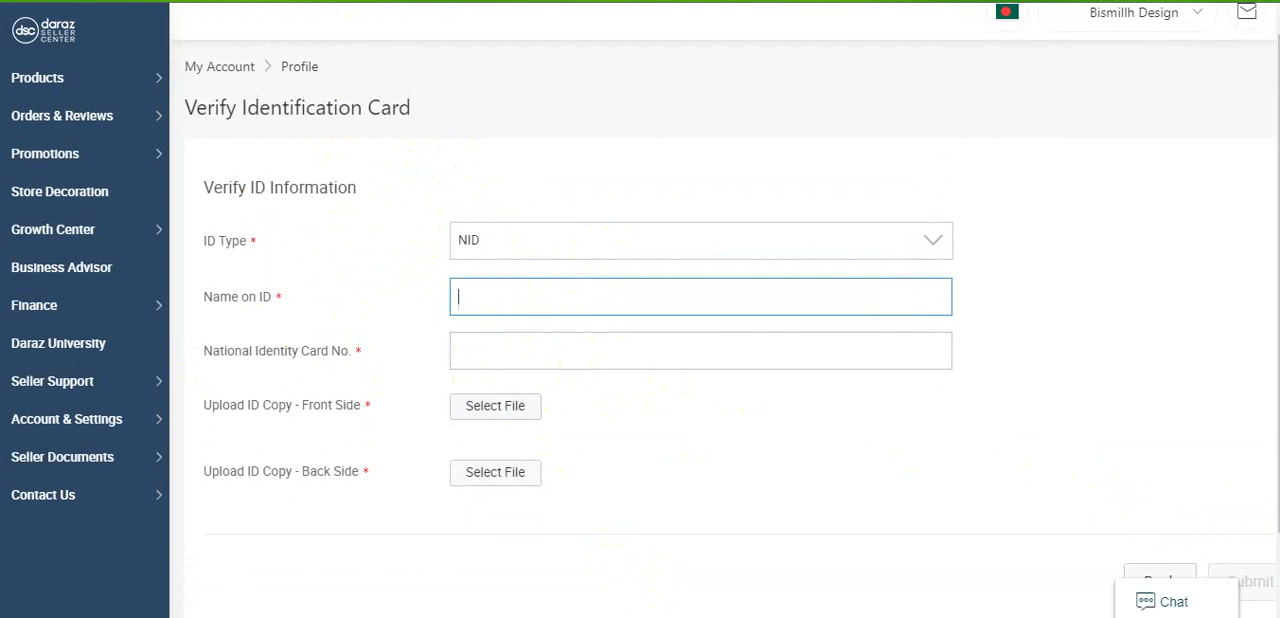 dsc daraz
SELLER
CENTER
Bismillh Design
Products
Orders & Reviews
Promotions
Store Decoration
Growth Center
Business Advisor
Finance
Daraz University
Seller Support
Account & Settings
Seller Documents
Contact Us
My Account > Profile
Verify Identification Card
Verify ID Information
ID Type *
NID
Name on ID *
National Identity Card No. *
Upload ID Copy - Front Side *
Select File
Upload ID Copy - Back Side *
Select File
Chat